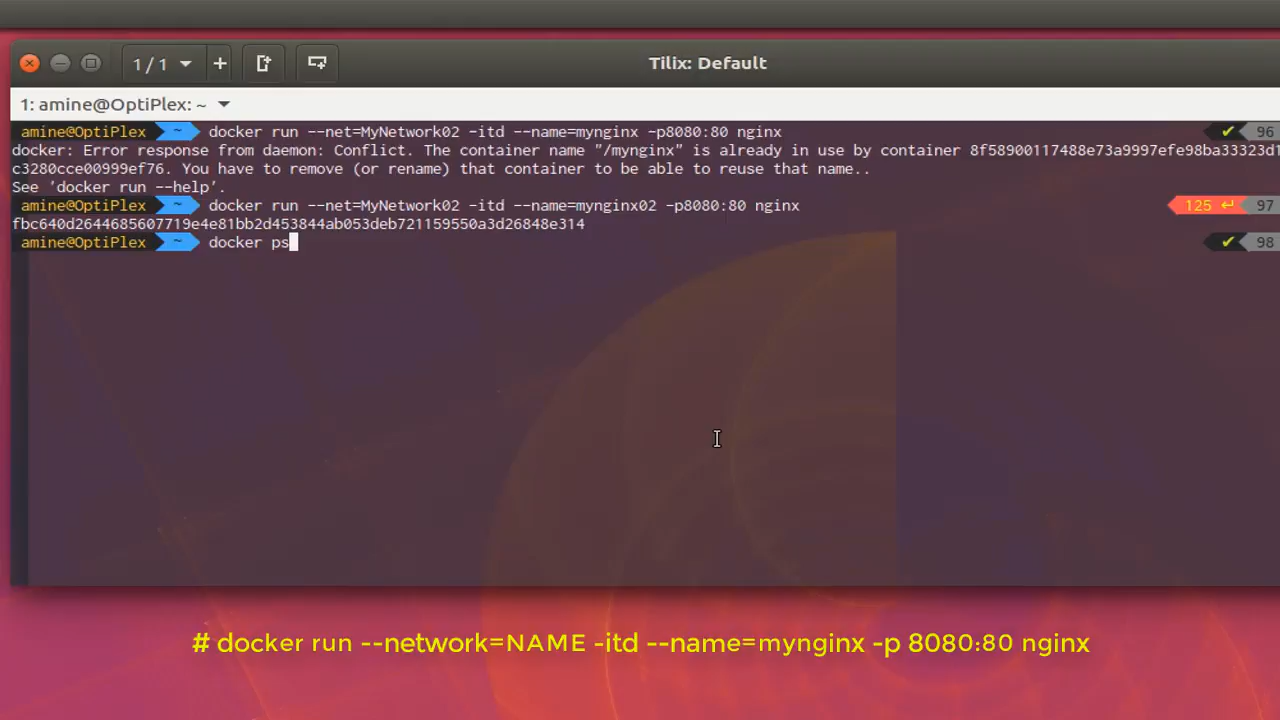 1 / 1
Tilix: Default
1: amine@OptiPlex: ~
amine@OptiPlex ~ docker run --net=MyNetwork02 -itd --name=mynginx -p8080:80 nginx ✔ 96
docker: Error response from daemon: Conflict. The container name "/mynginx" is already in use by container 8f58900117488e73a9997efe98ba33323d1
c3280cce00999ef76. You have to remove (or rename) that container to be able to reuse that name..
See 'docker run --help'.
amine@OptiPlex ~ docker run --net=MyNetwork02 -itd --name=mynginx02 -p8080:80 nginx 125 ↵ 97
fbc640d2644685607719e4e81bb2d453844ab053deb721159550a3d26848e314
amine@OptiPlex ~ docker ps ✔ 98
# docker run --network=NAME -itd --name=mynginx -p 8080:80 nginx